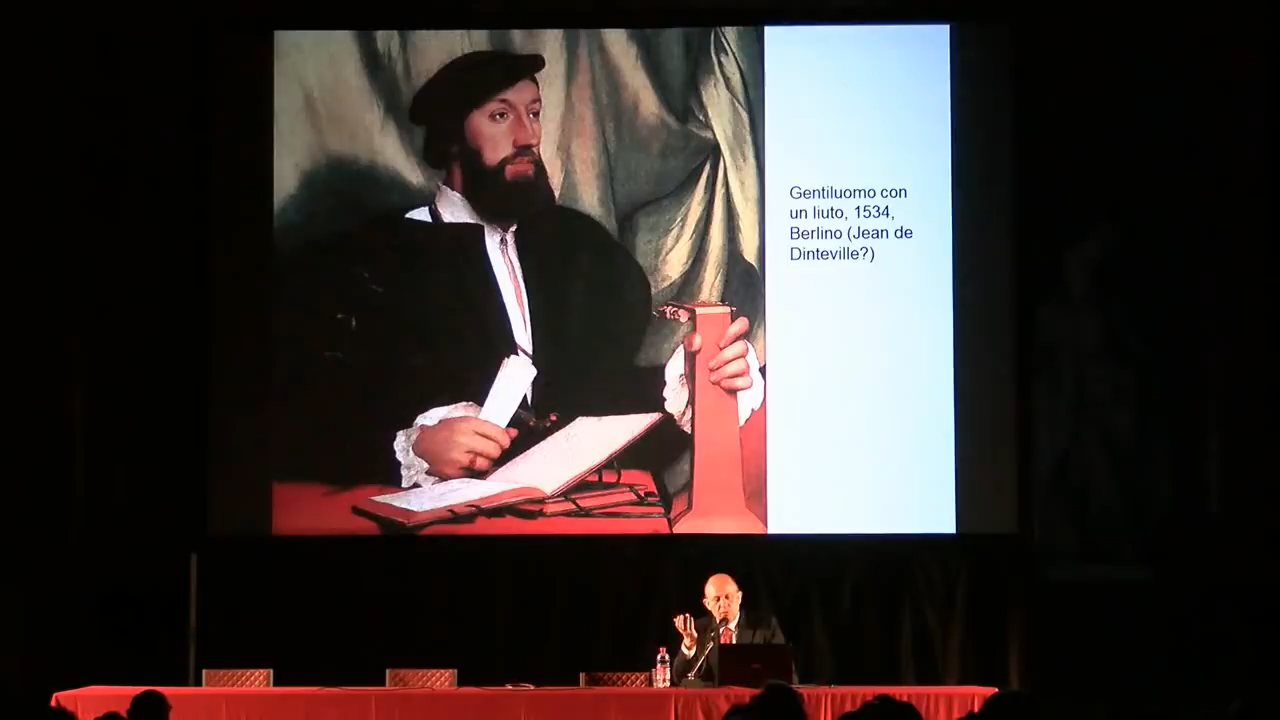 Gentiluomo con
un liuto, 1534,
Berlino (Jean de
Dinteville?)